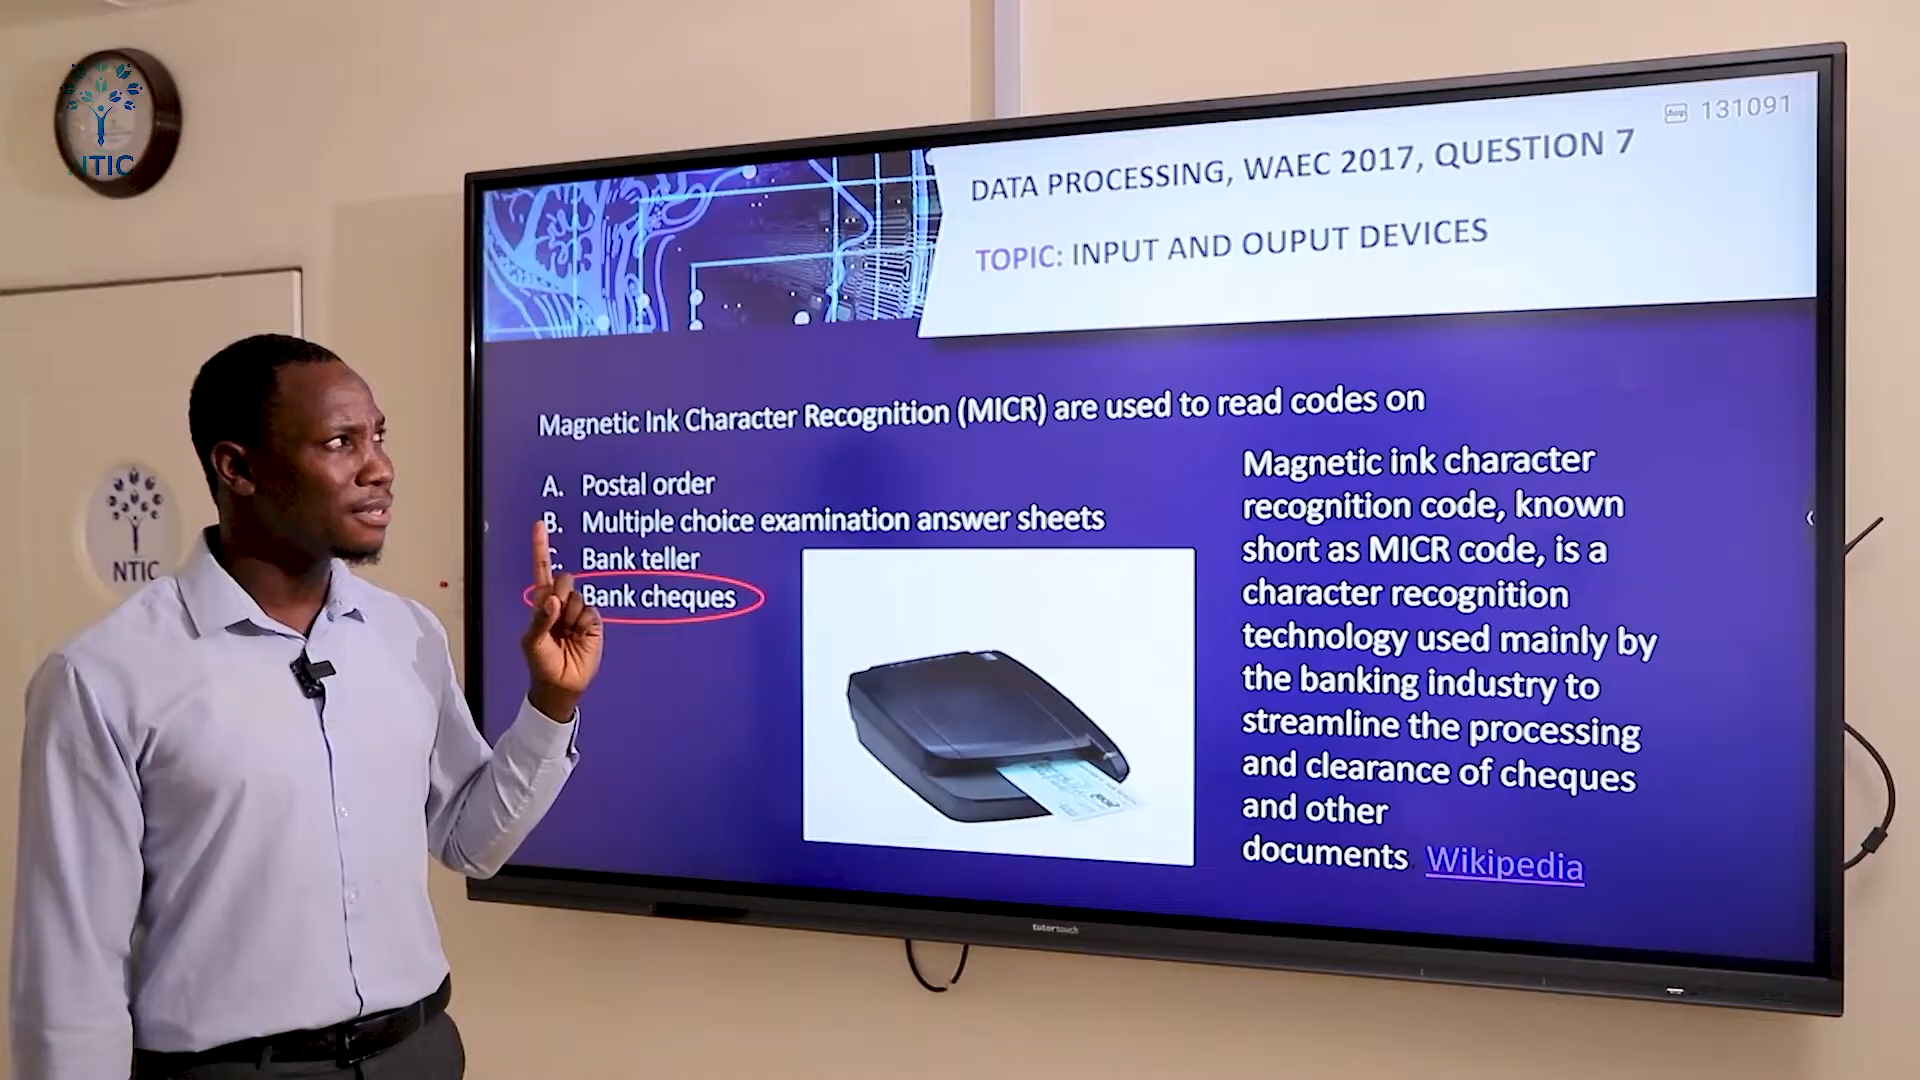 NTIC
131091
DATA PROCESSING, WAEC 2017, QUESTION 7
TOPIC: INPUT AND OUPUT DEVICES
Magnetic Ink Character Recognition (MICR) are used to read codes on
A. Postal order
B. Multiple choice examination answer sheets
C. Bank teller
Bank cheques
Magnetic ink character
recognition code, known
short as MICR code, is a
character recognition
technology used mainly by
the banking industry to
streamline the processing
and clearance of cheques
and other
documents Wikipedia
NTIC
tutortouch